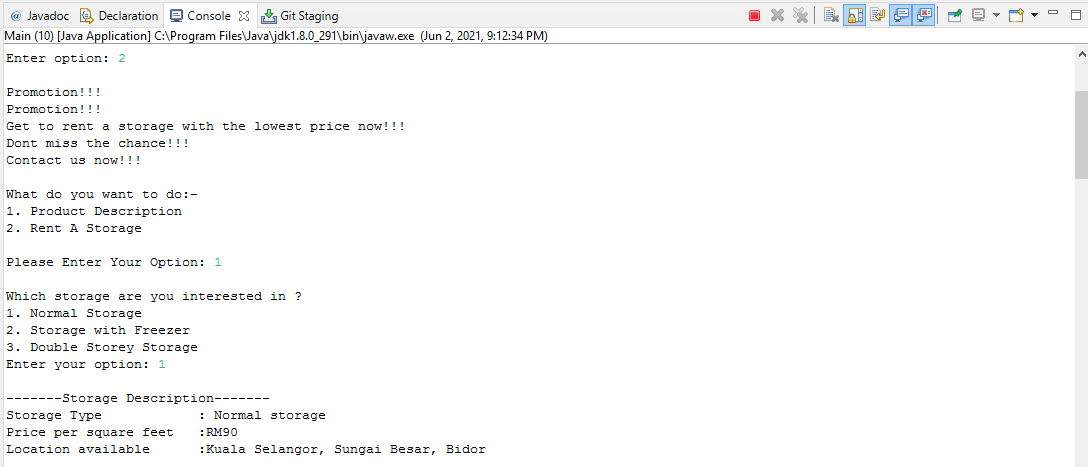 Javadoc Declaration Console Git Staging
Main (10) [Java Application] C:\Program Files\Java\jdk1.8.0_291\bin\javaw.exe (Jun 2, 2021, 9:12:34 PM)
Enter option: 2
Promotion!!!
Promotion!!!
Get to rent a storage with the lowest price now!!!
Dont miss the chance!!!
Contact us now!!!
What do you want to do:-
1. Product Description
2. Rent A Storage
Please Enter Your Option: 1
Which storage are you interested in ?
1. Normal Storage
2. Storage with Freezer
3. Double Storey Storage
Enter your option: 1
-------Storage Description-------
Storage Type            : Normal storage
Price per square feet   :RM90
Location available      :Kuala Selangor, Sungai Besar, Bidor